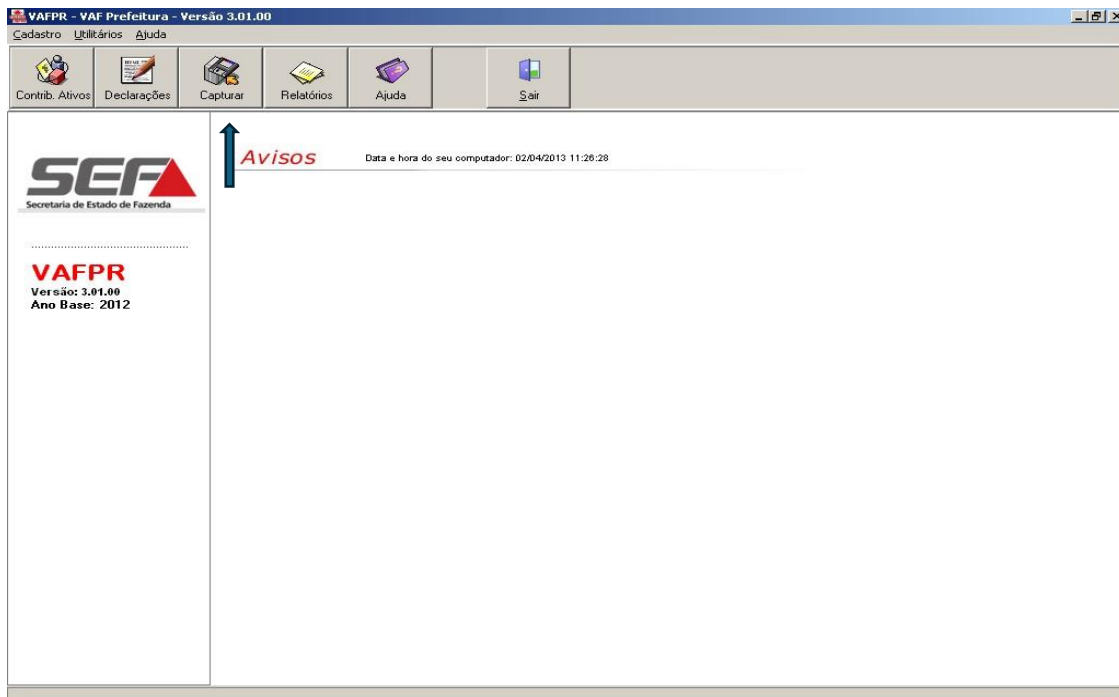 VAFPR - VAF Prefeitura - Versão 3.01.00
Cadastro Utilitários Ajuda
Contrib. Ativos Declarações Capturar Relatórios Ajuda Sair
Avisos Data e hora do seu computador: 02/04/2013 11:26:28
SEF
Secretaria de Estado de Fazenda
VAFPR
Versão: 3.01.00
Ano Base: 2012